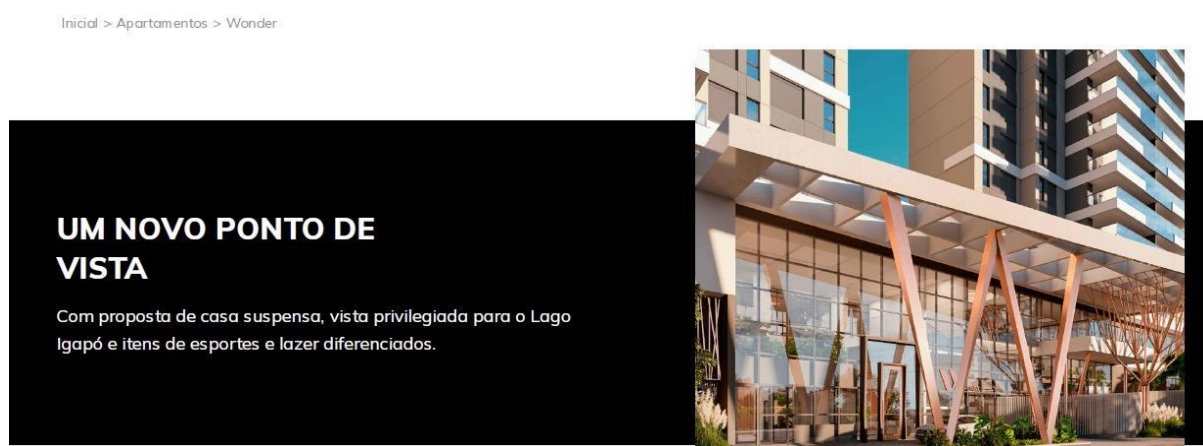 Inicial > Apartamentos > Wonder
UM NOVO PONTO DE
VISTA
Com proposta de casa suspensa, vista privilegiada para o Lago
Igapó e itens de esportes e lazer diferenciados.